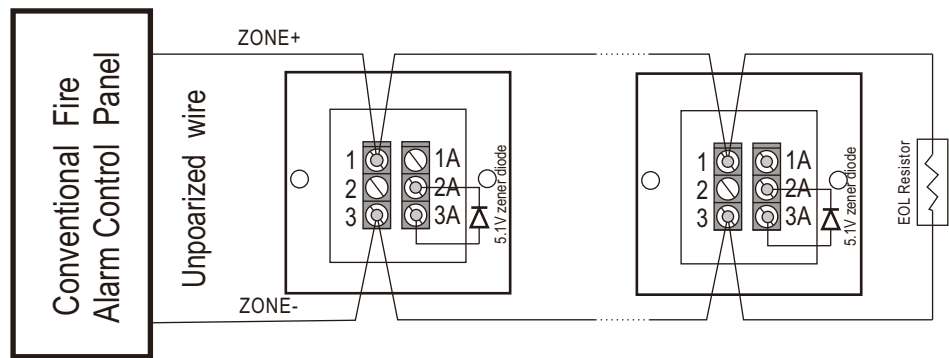 Conventional Fire
Alarm Control Panel
Unpoarized wire
ZONE+
ZONE-
1
2
3
1A
2A
3A
5.1V zener diode
1
2
3
1A
2A
3A
5.1V zener diode
EOL Resistor